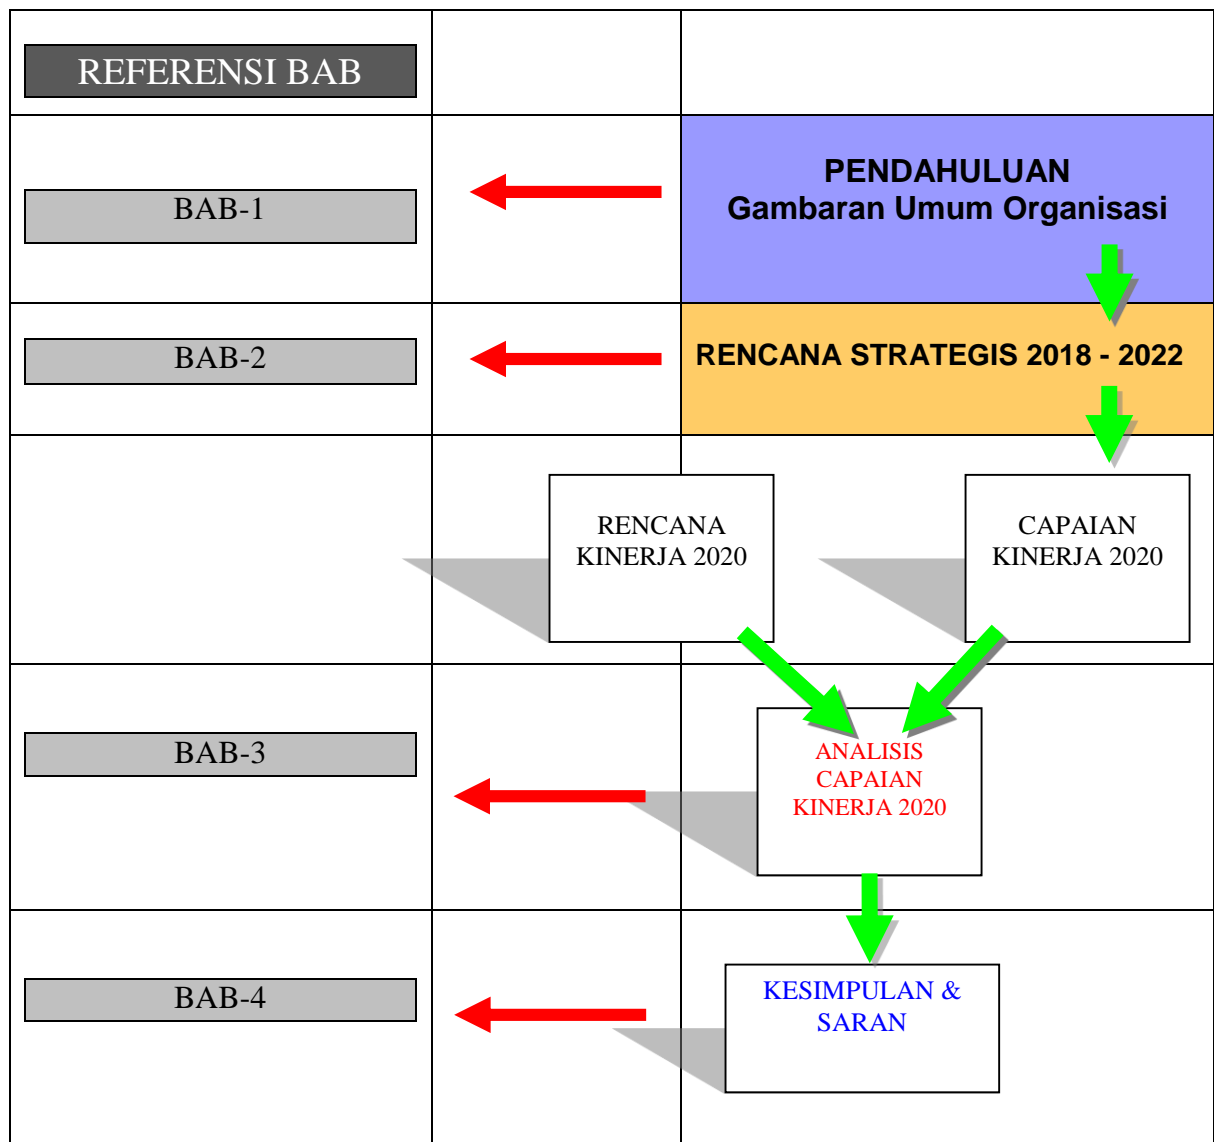 REFERENSI BAB
BAB-1
PENDAHULUAN
Gambaran Umum Organisasi
BAB-2
RENCANA STRATEGIS 2018 - 2022
RENCANA
KINERJA 2020
CAPAIAN
KINERJA 2020
BAB-3
ANALISIS
CAPAIAN
KINERJA 2020
BAB-4
KESIMPULAN &
SARAN